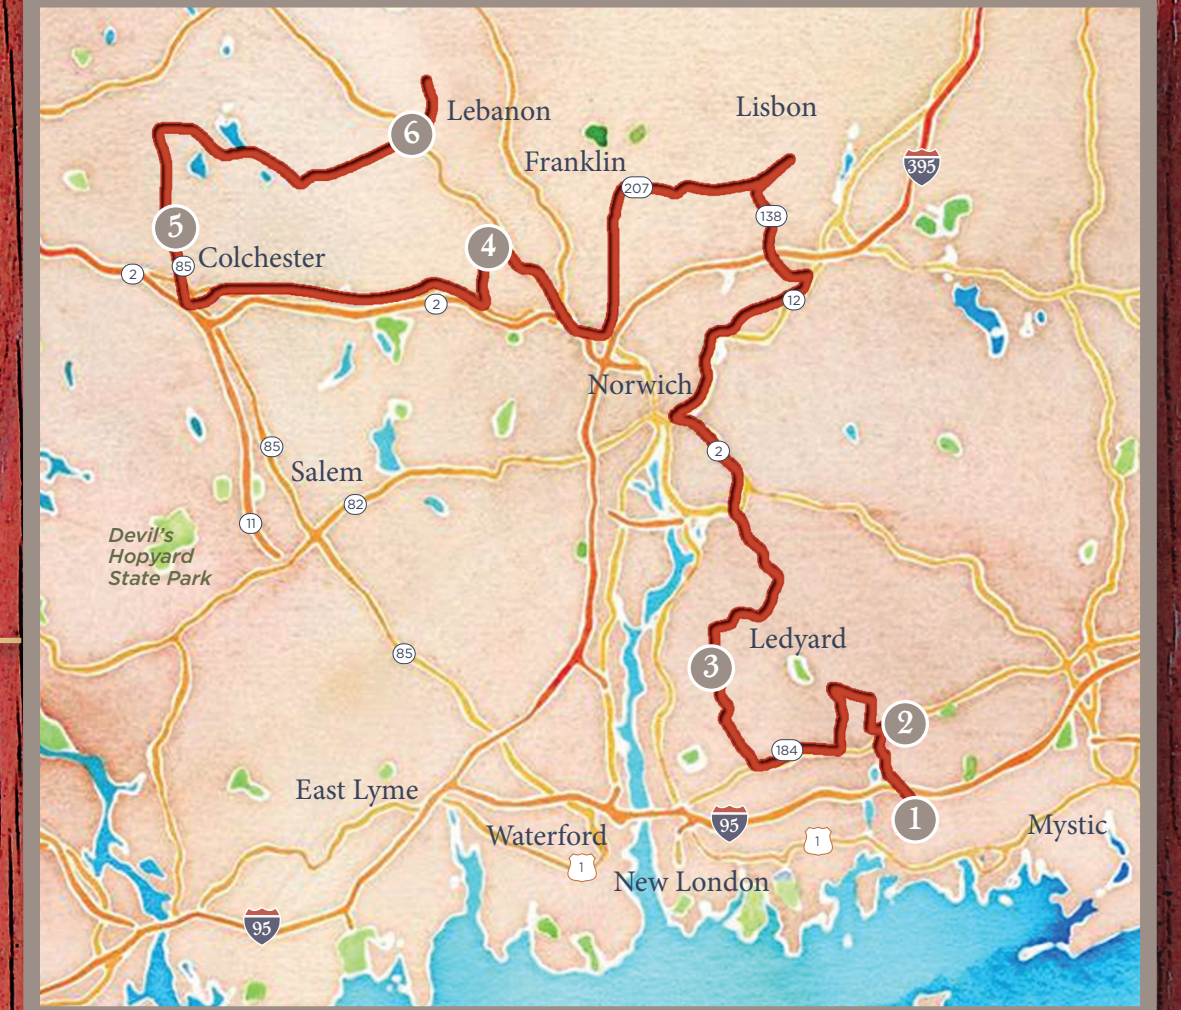 Lebanon
Lisbon
6
Franklin
395
207
138
5
4
Colchester
85
2
2
12
Norwich
85
2
Salem
82
11
Devil's
Hopyard
State Park
Ledyard
85
3
2
184
East Lyme
1
95
Mystic
Waterford
1
1
New London
95